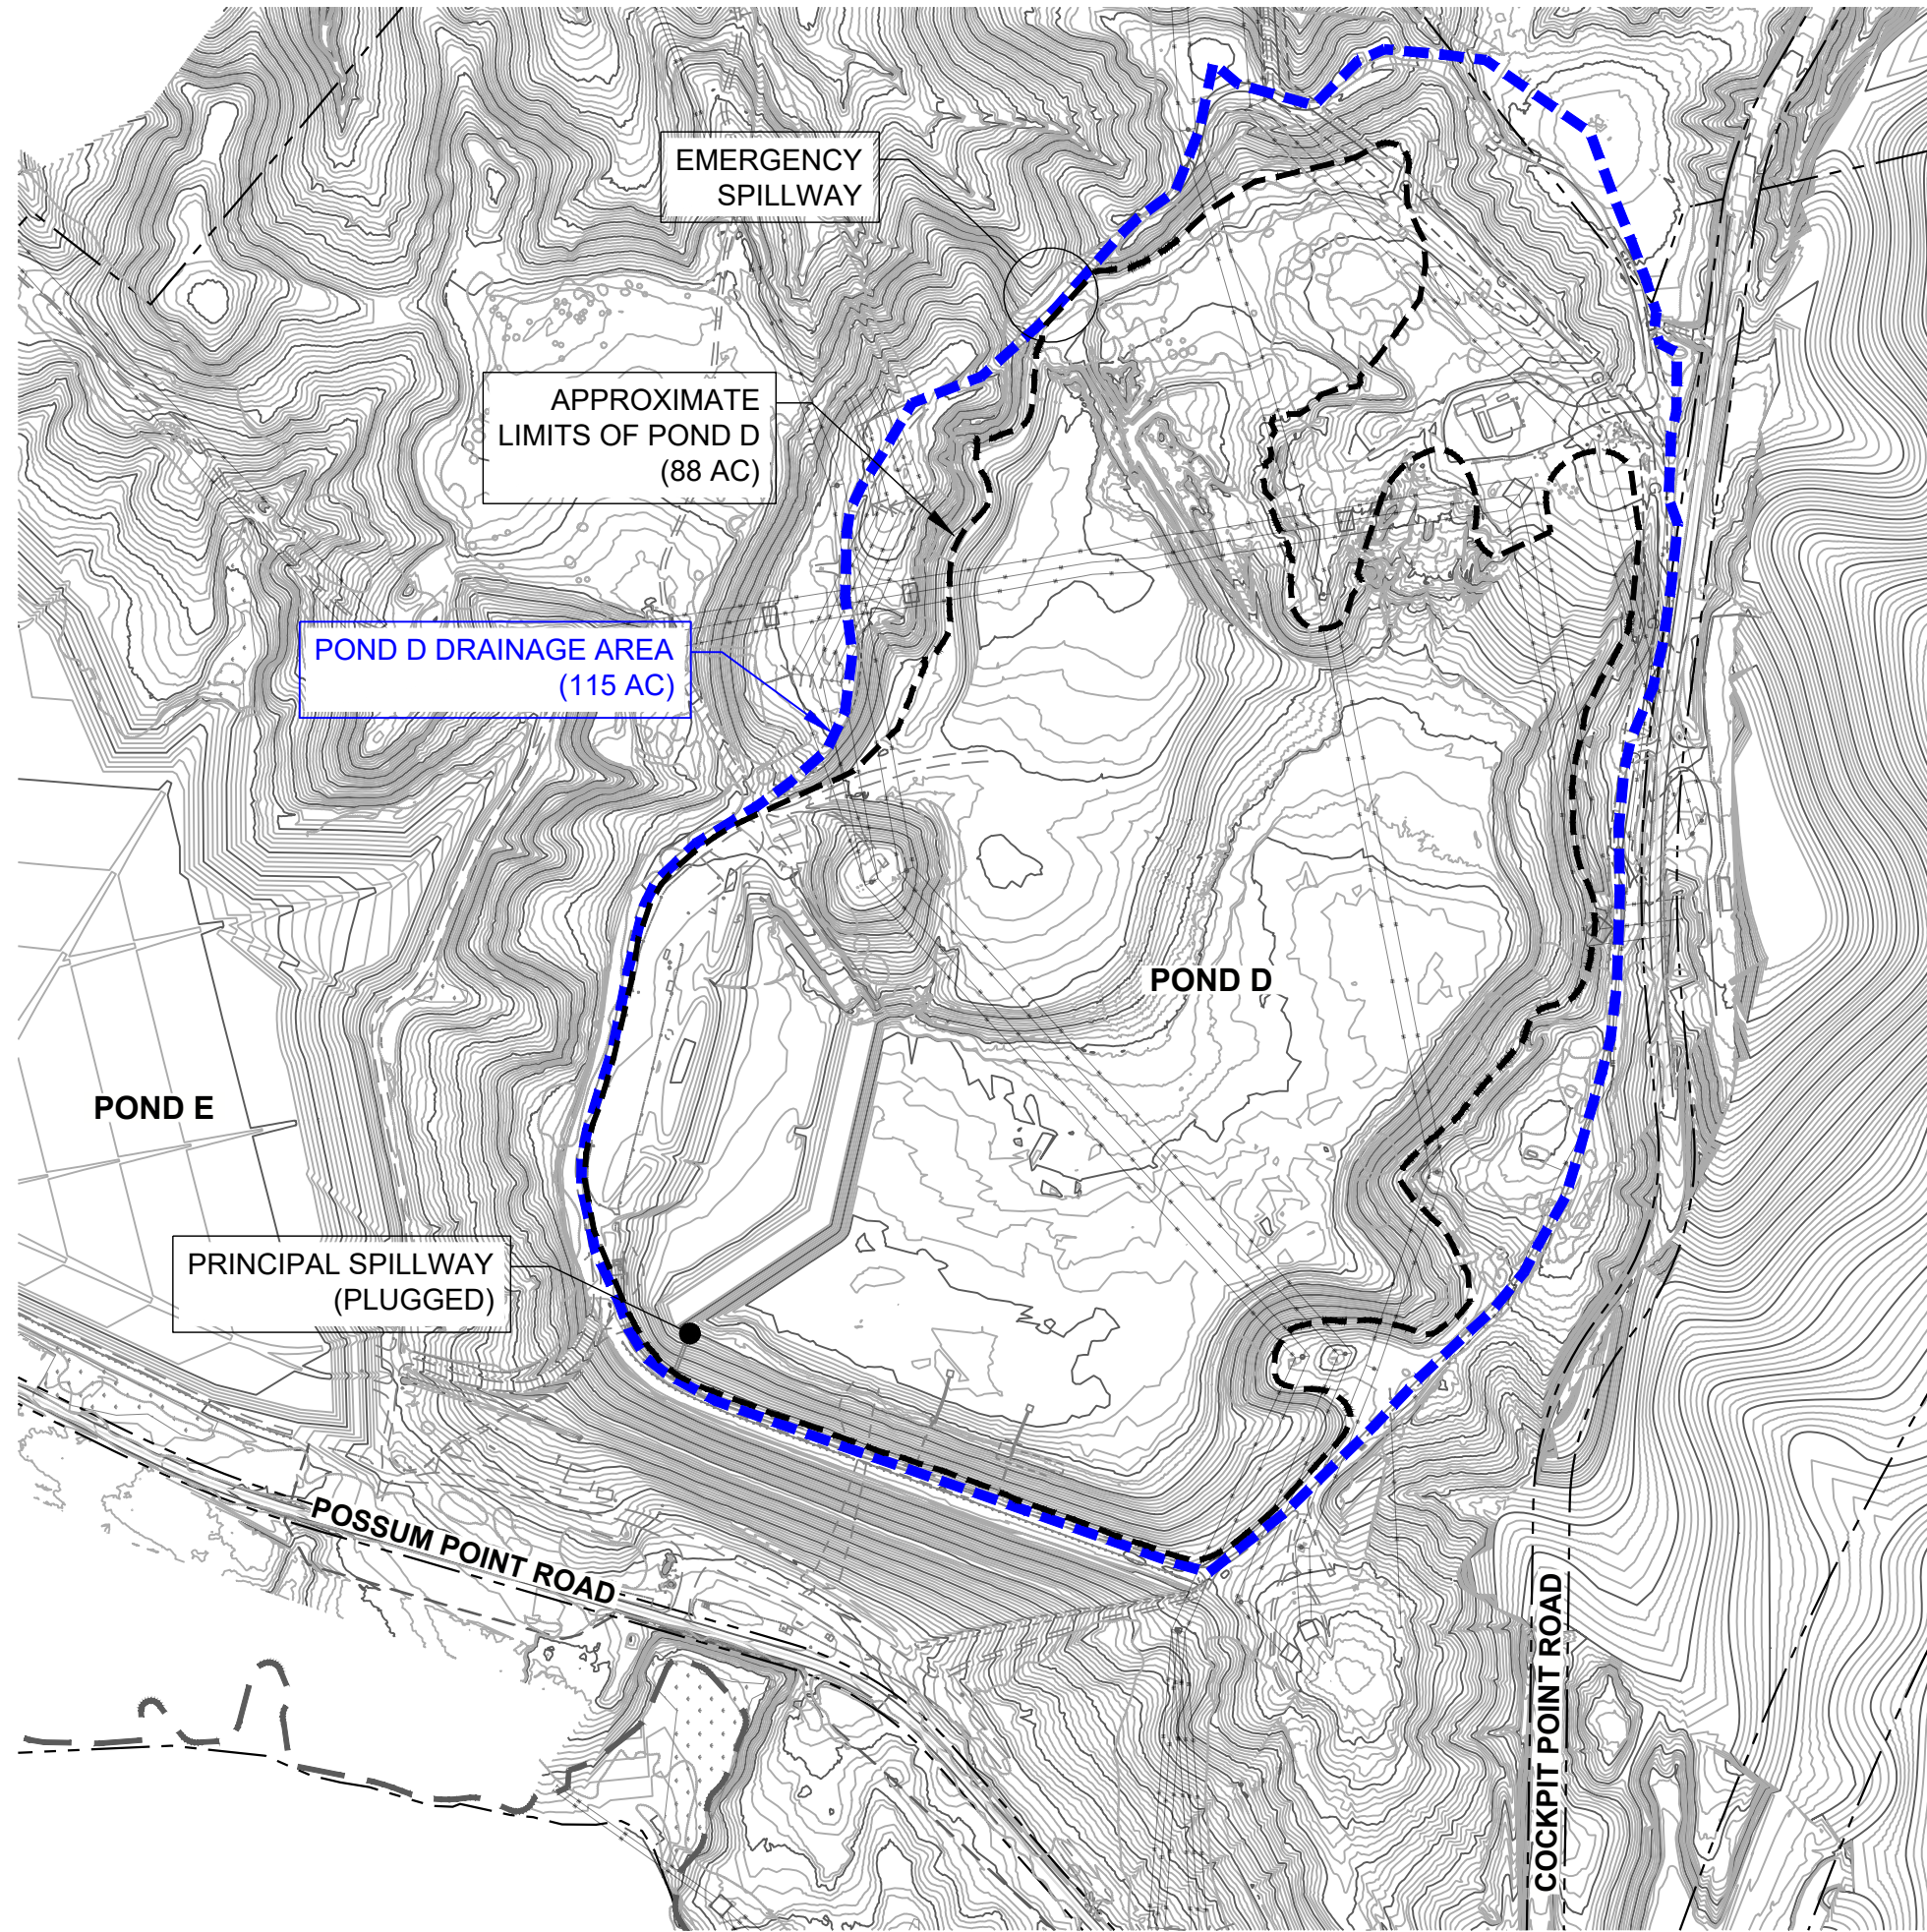 EMERGENCY
SPILLWAY
APPROXIMATE
LIMITS OF POND D
(88 AC)
POND D DRAINAGE AREA
(115 AC)
POND D
POND E
PRINCIPAL SPILLWAY
(PLUGGED)
POSSUM POINT ROAD
COCKPIT POINT ROAD